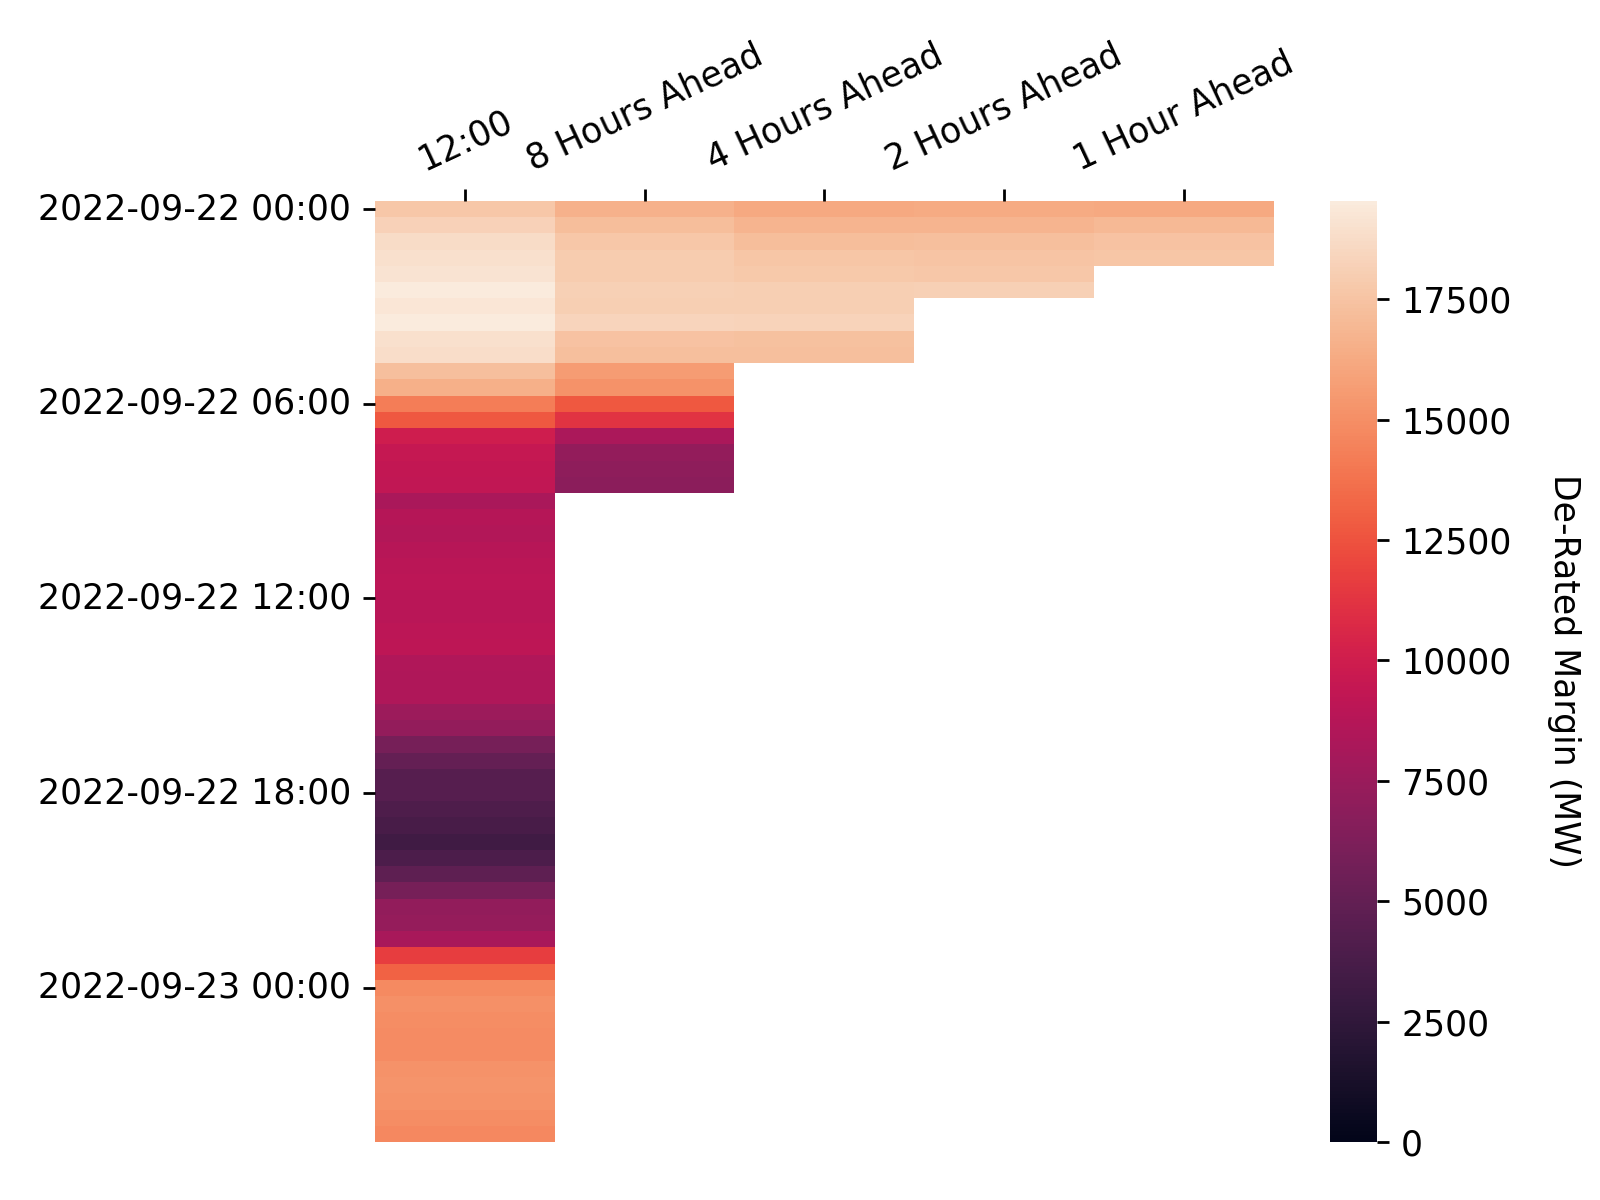 12:00
8 Hours Ahead
4 Hours Ahead
2 Hours Ahead
1 Hour Ahead
2022-09-22 00:00
2022-09-22 06:00
2022-09-22 12:00
2022-09-22 18:00
2022-09-23 00:00
17500
15000
12500
10000
7500
5000
2500
0
De-Rated Margin (MW)